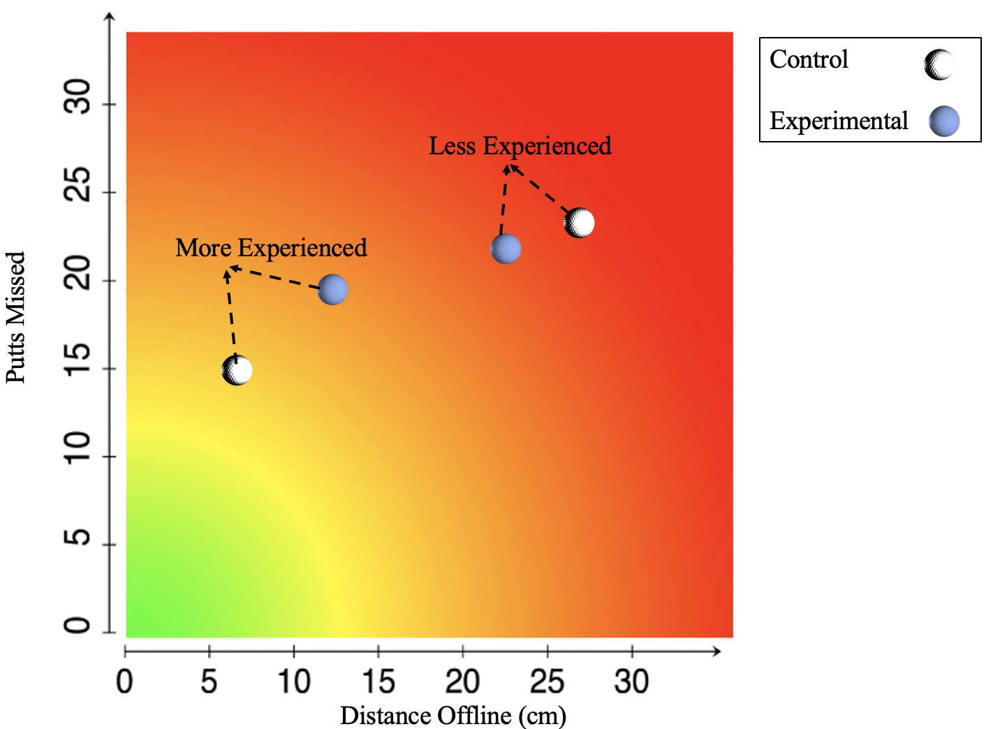 Control
Experimental
Less Experienced
More Experienced
Putts Missed
30
25
20
15
10
5
0
0 5 10 15 20 25 30
Distance Offline (cm)